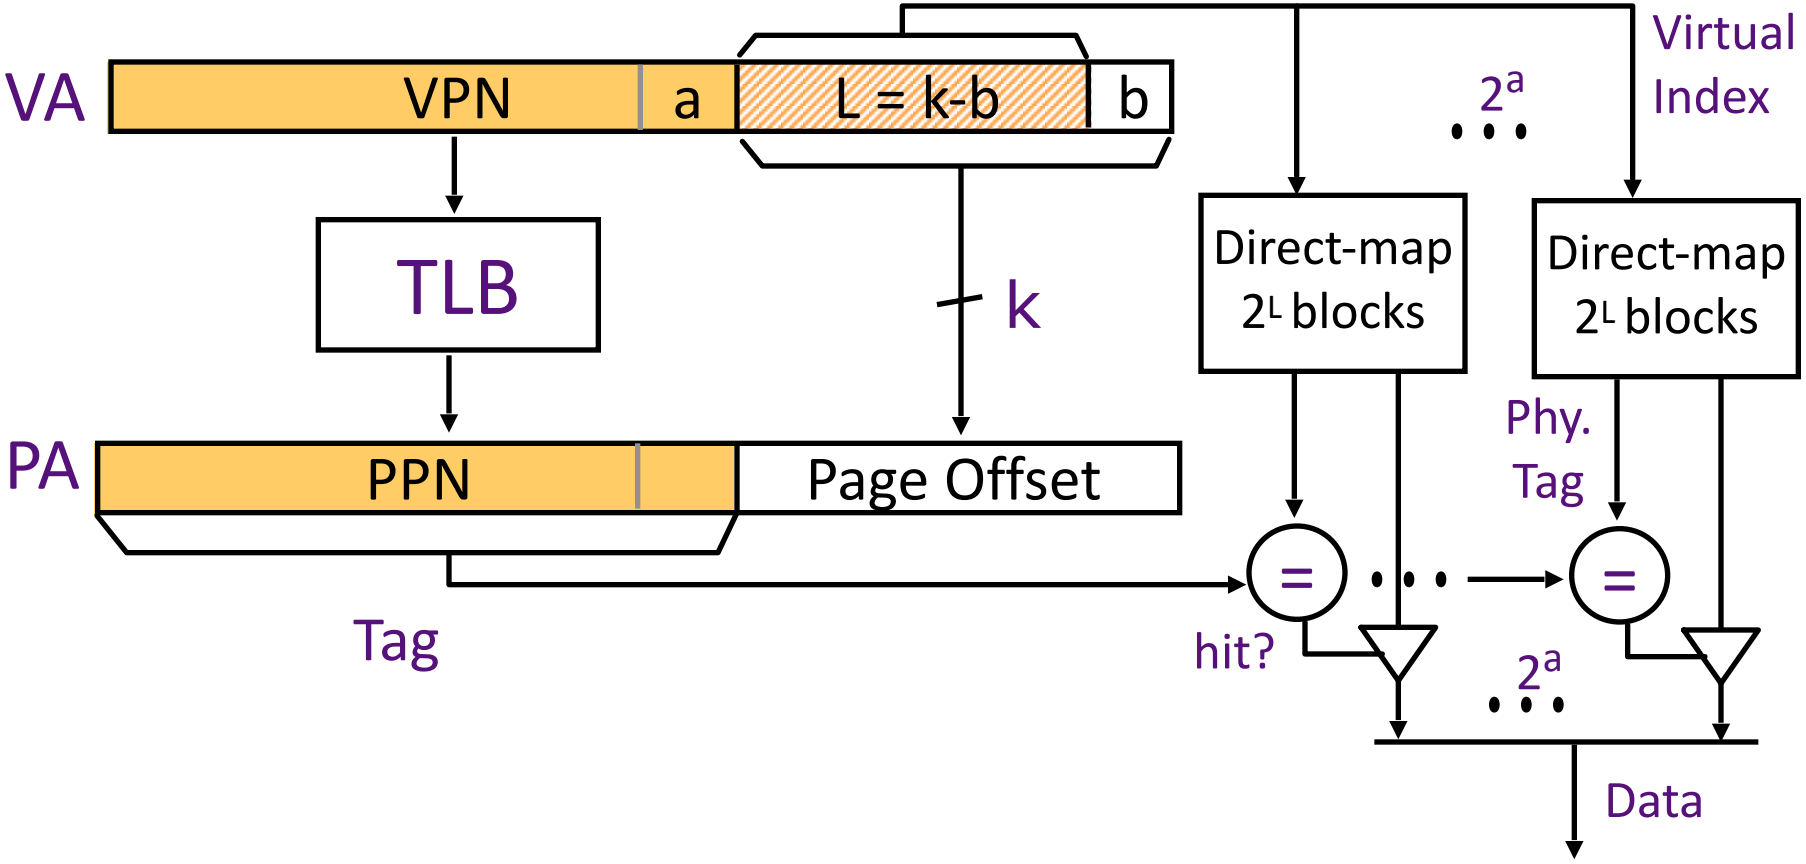 Virtual
Index
VA
VPN
a
L = k-b
b
2ᵃ
• • •
TLB
k
Direct-map
2ᴸ blocks
Direct-map
2ᴸ blocks
PA
PPN
Page Offset
Phy.
Tag
=
• • •
=
Tag
hit?
2ᵃ
• • •
Data